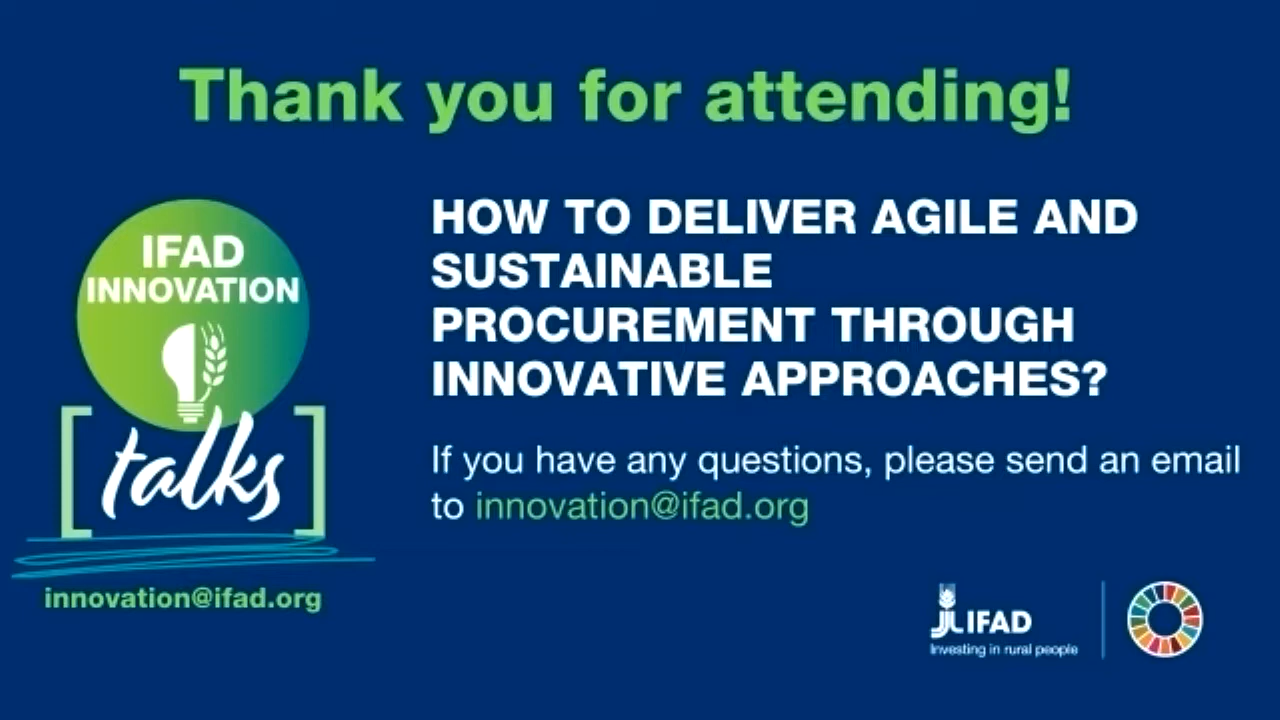 Thank you for attending!
IFAD
INNOVATION
[talks]
innovation@ifad.org
HOW TO DELIVER AGILE AND
SUSTAINABLE
PROCUREMENT THROUGH
INNOVATIVE APPROACHES?
If you have any questions, please send an email
to innovation@ifad.org
IFAD
Investing in rural people